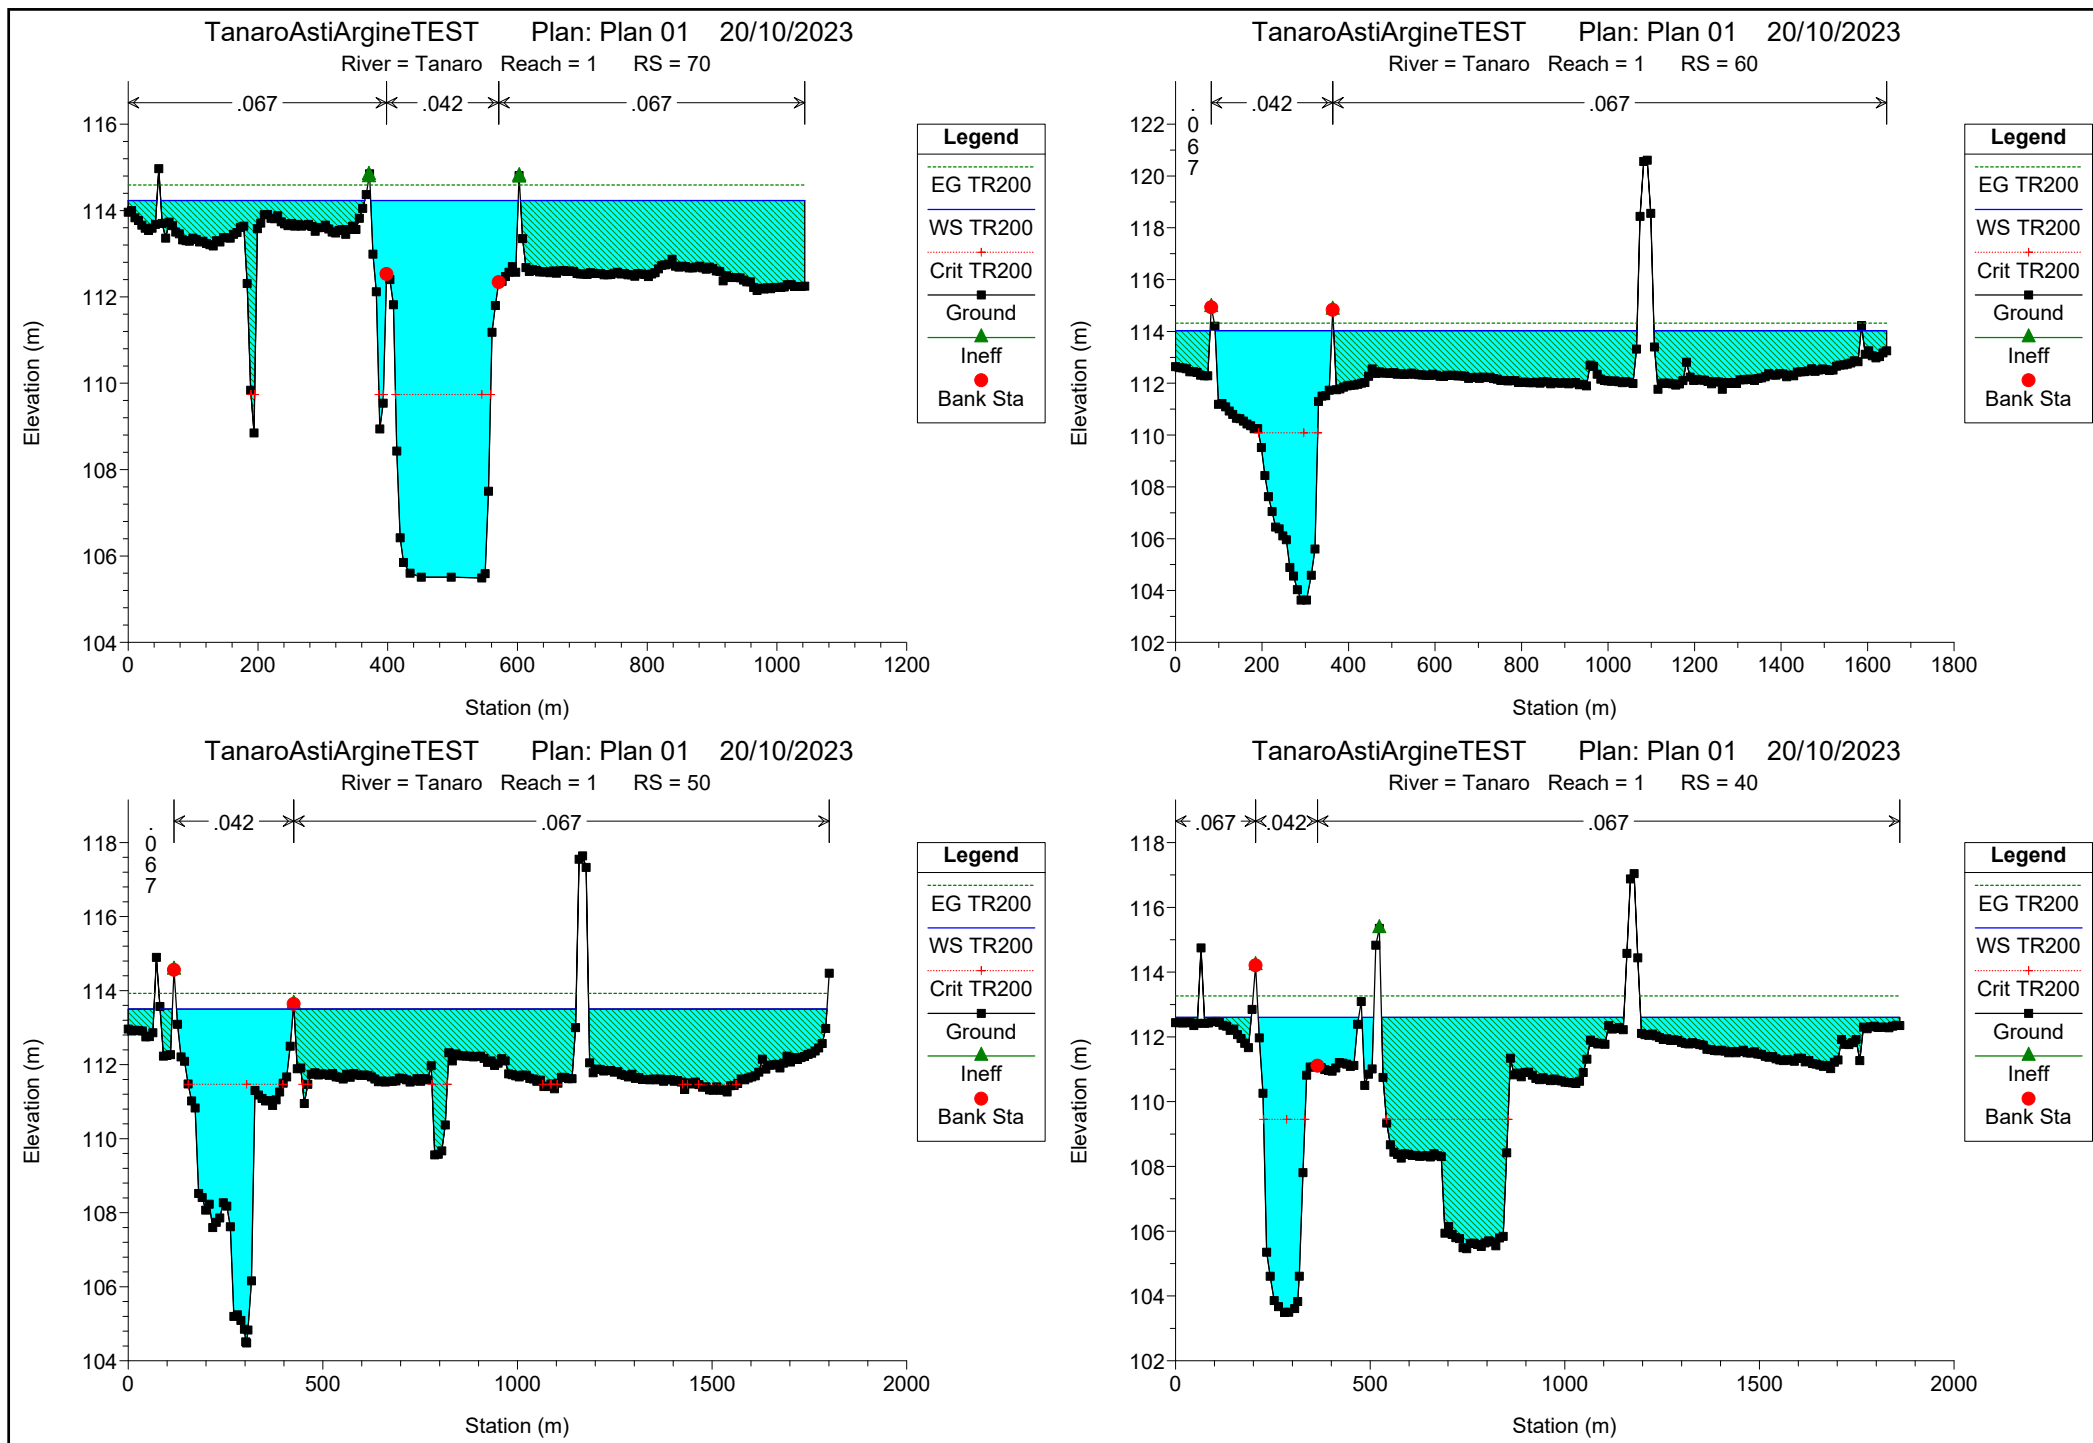 TanaroAstiArgineTEST Plan: Plan 01 20/10/2023
River = Tanaro Reach = 1 RS = 70
.067 .042 .067
116
114
112
110
108
106
104
0 200 400 600 800 1000 1200
Elevation (m)
Station (m)
Legend
EG TR200
WS TR200
Crit TR200
Ground
Ineff
Bank Sta
TanaroAstiArgineTEST Plan: Plan 01 20/10/2023
River = Tanaro Reach = 1 RS = 60
.067 .042 .067
122
120
118
116
114
112
110
108
106
104
102
0 200 400 600 800 1000 1200 1400 1600 1800
Elevation (m)
Station (m)
Legend
EG TR200
WS TR200
Crit TR200
Ground
Ineff
Bank Sta
TanaroAstiArgineTEST Plan: Plan 01 20/10/2023
River = Tanaro Reach = 1 RS = 50
.067 .042 .067
118
116
114
112
110
108
106
104
0 500 1000 1500 2000
Elevation (m)
Station (m)
Legend
EG TR200
WS TR200
Crit TR200
Ground
Ineff
Bank Sta
TanaroAstiArgineTEST Plan: Plan 01 20/10/2023
River = Tanaro Reach = 1 RS = 40
.067 .042 .067
118
116
114
112
110
108
106
104
102
0 500 1000 1500 2000
Elevation (m)
Station (m)
Legend
EG TR200
WS TR200
Crit TR200
Ground
Ineff
Bank Sta